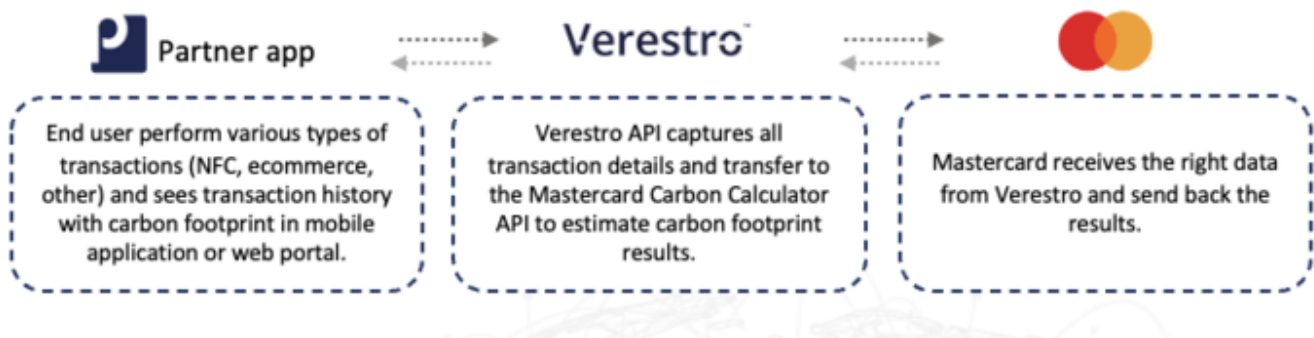 Partner app
Verestro™
End user perform various types of
transactions (NFC, ecommerce,
other) and sees transaction history
with carbon footprint in mobile
application or web portal.
Verestro API captures all
transaction details and transfer to
the Mastercard Carbon Calculator
API to estimate carbon footprint
results.
Mastercard receives the right data
from Verestro and send back the
results.